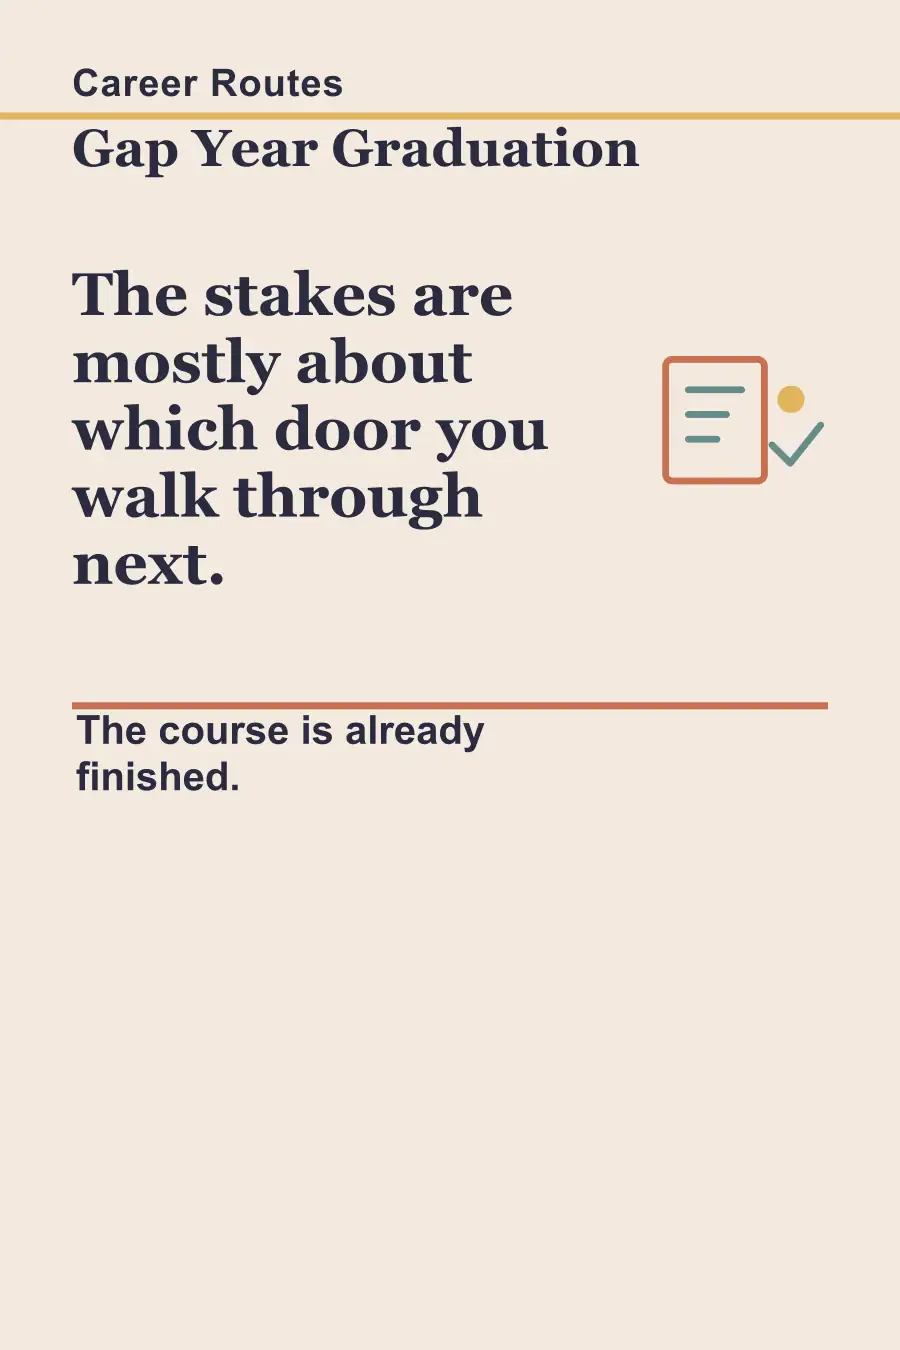 Career Routes
Gap Year Graduation
The stakes are
mostly about
which door you
walk through
next.
The course is already
finished.